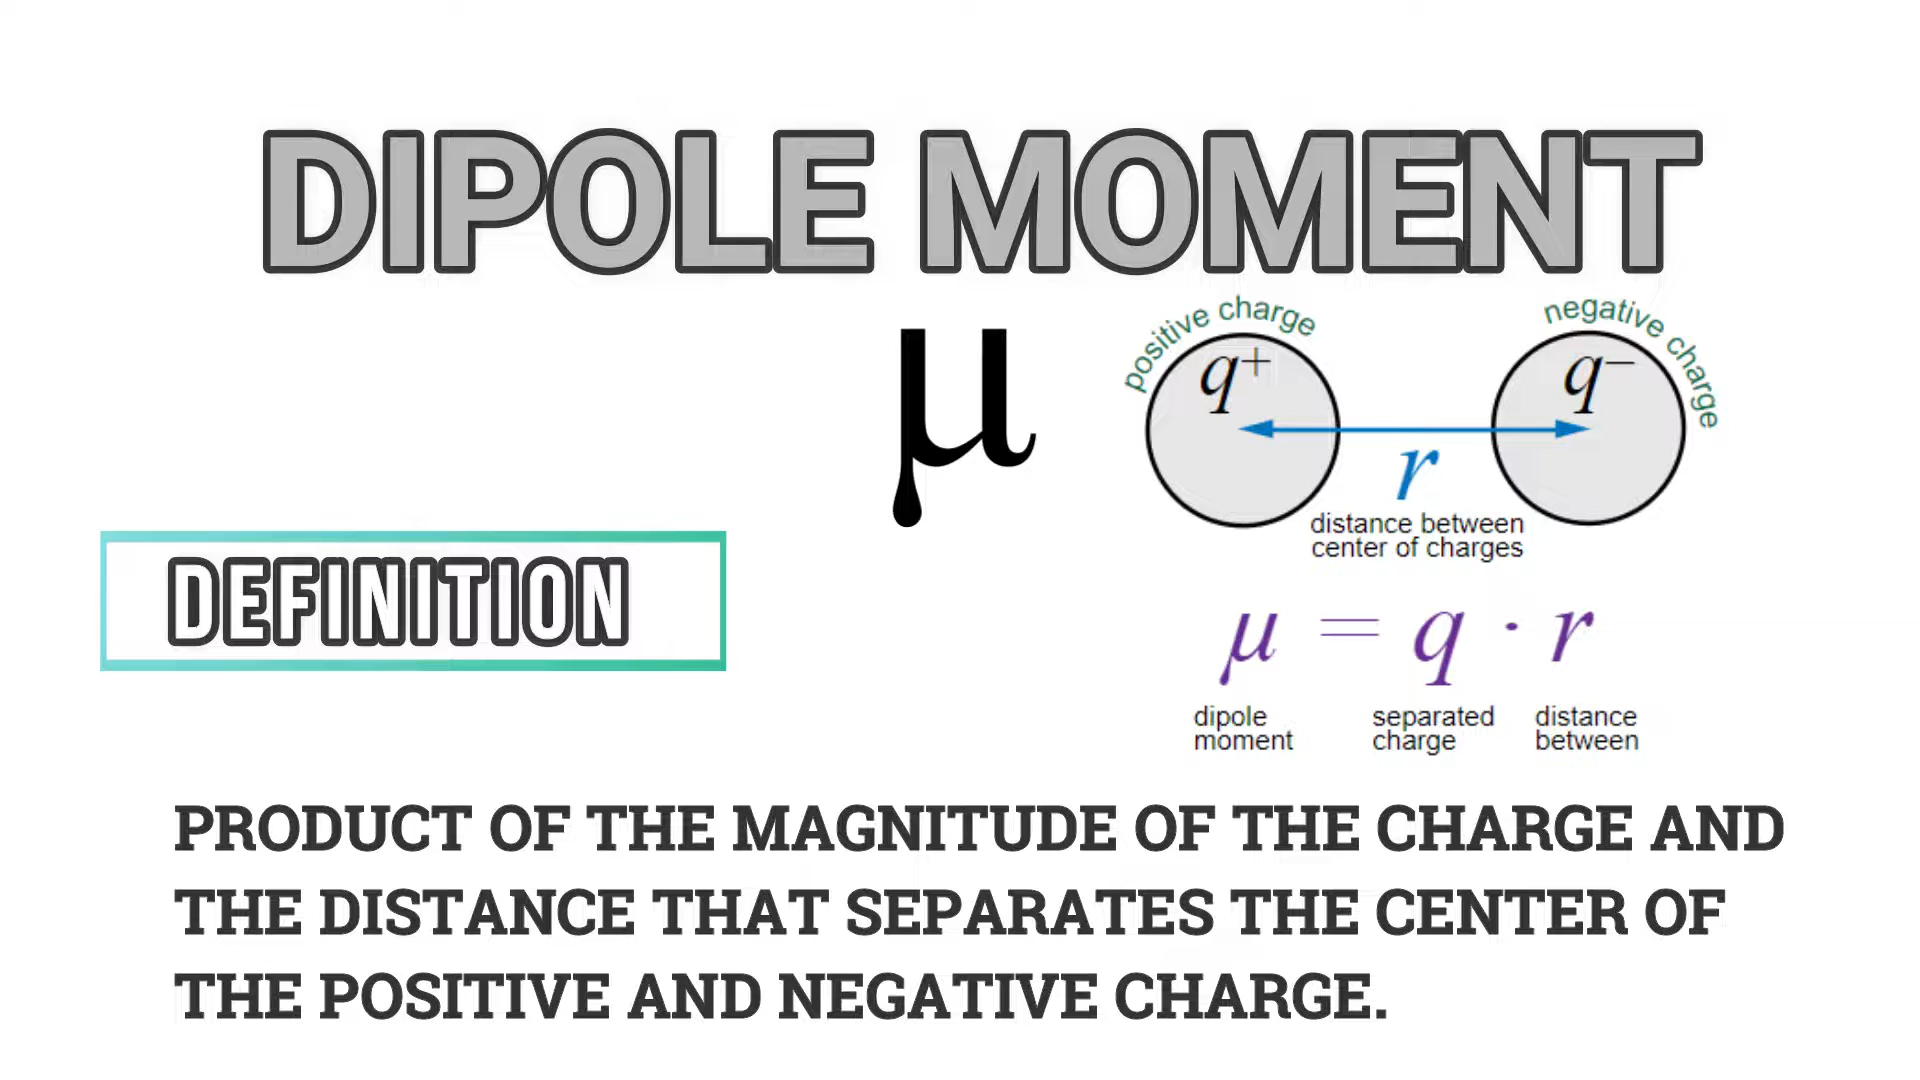 DIPOLE MOMENT
μ
positive charge
negative charge
q+
q−
r
distance between
center of charges
DEFINITION
μ = q · r
dipole moment
separated charge
distance between
PRODUCT OF THE MAGNITUDE OF THE CHARGE AND
THE DISTANCE THAT SEPARATES THE CENTER OF
THE POSITIVE AND NEGATIVE CHARGE.